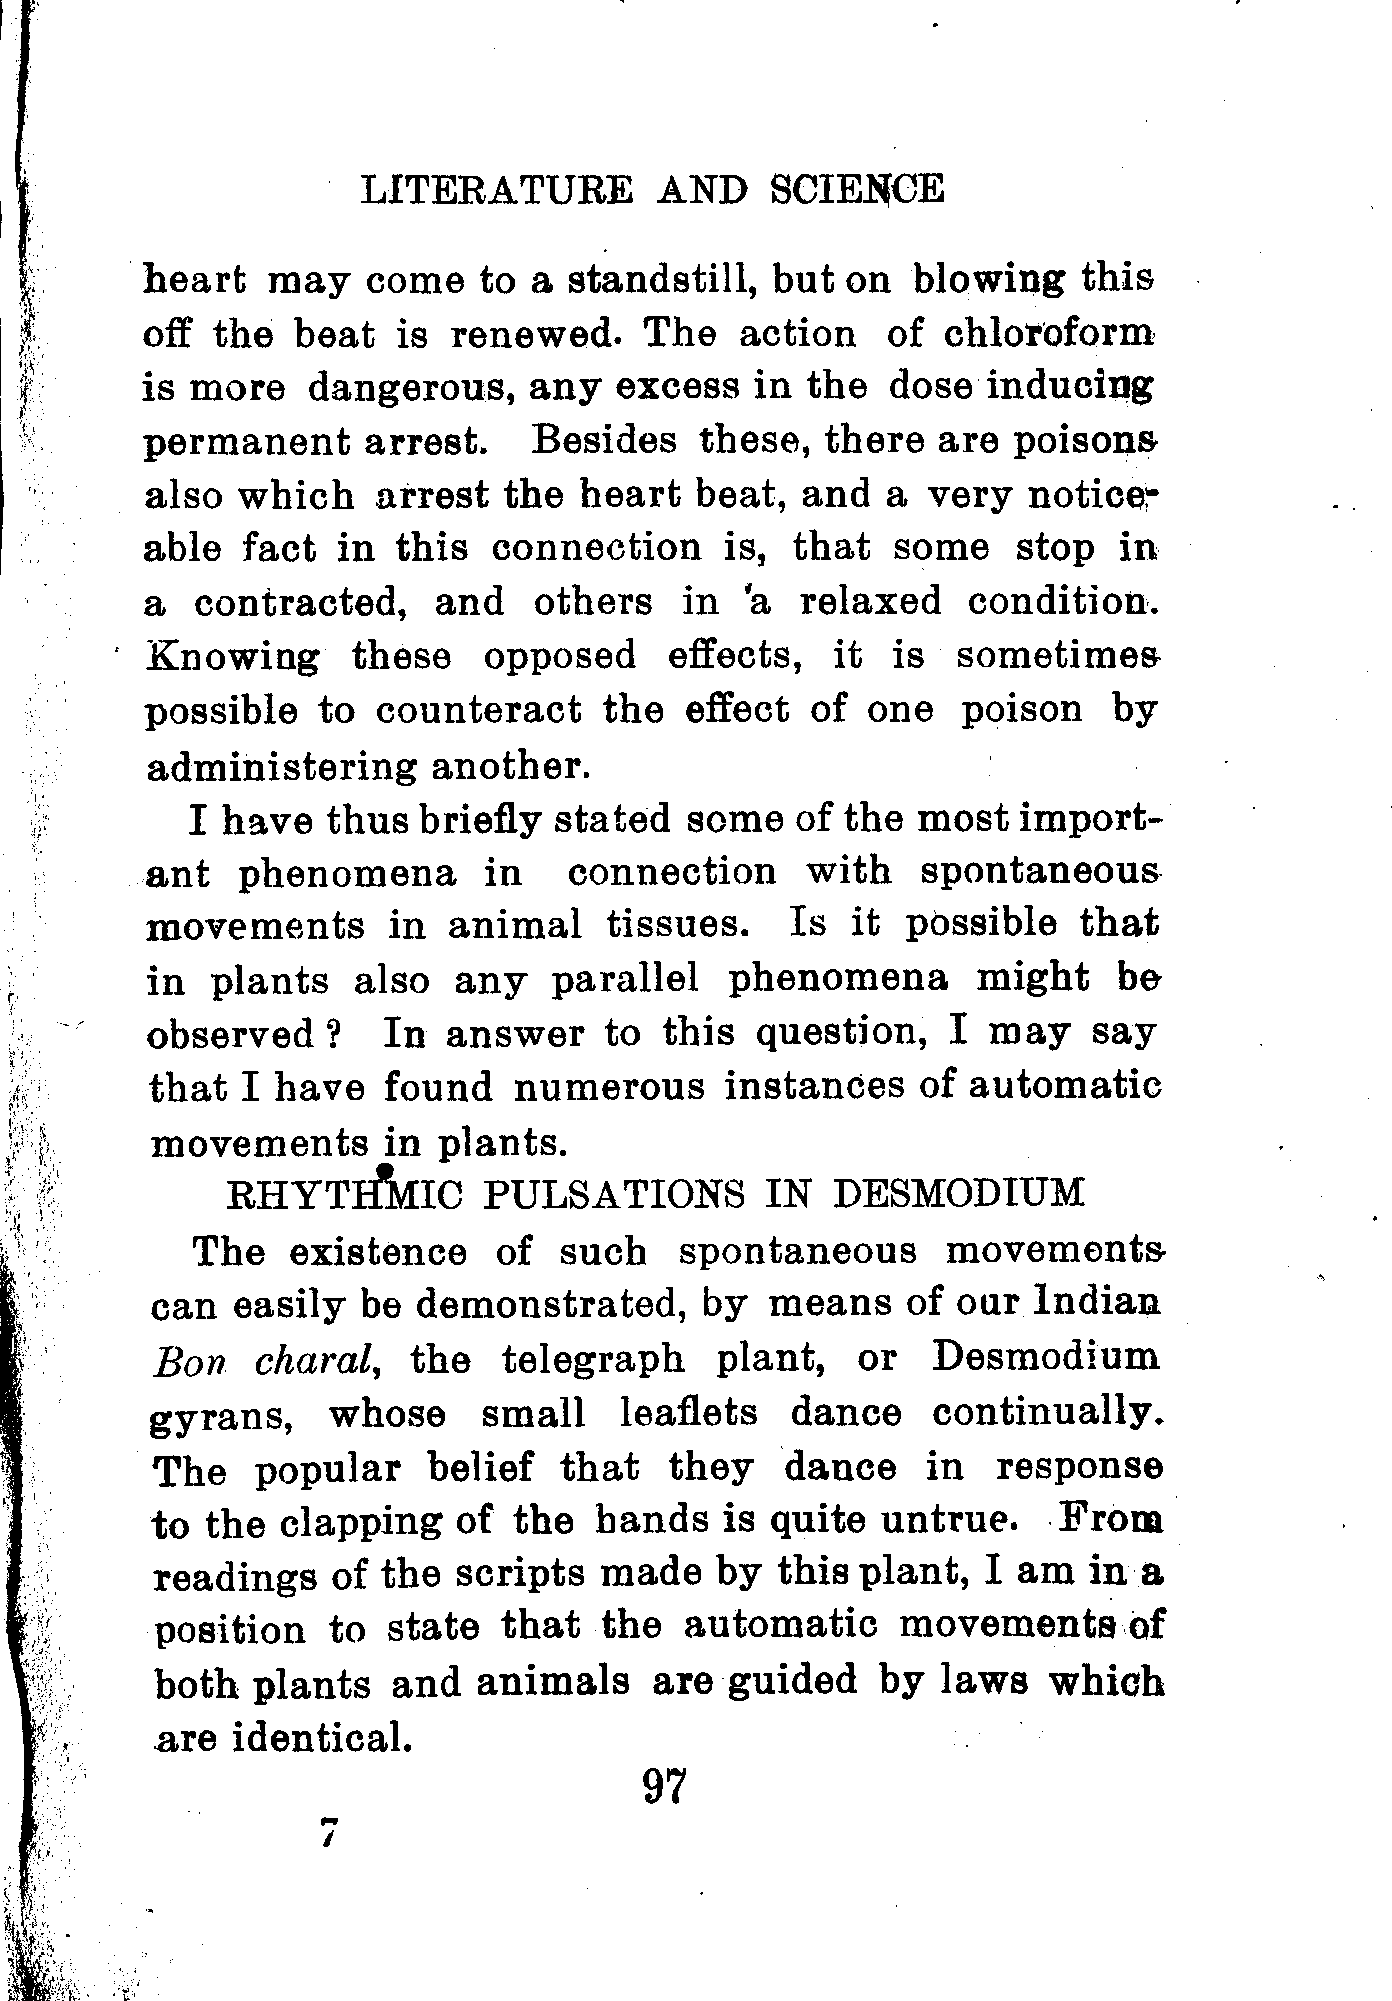 LITERATURE AND SCIENCE
heart may come to a standstill, but on blowing this
off the beat is renewed. The action of chloroform
is more dangerous, any excess in the dose inducing
permanent arrest. Besides these, there are poisons
also which arrest the heart beat, and a very notice-
able fact in this connection is, that some stop in
a contracted, and others in a relaxed condition.
Knowing these opposed effects, it is sometimes
possible to counteract the effect of one poison by
administering another.
I have thus briefly stated some of the most import-
ant phenomena in connection with spontaneous
movements in animal tissues. Is it possible that
in plants also any parallel phenomena might be
observed ? In answer to this question, I may say
that I have found numerous instances of automatic
movements in plants.
RHYTHMIC PULSATIONS IN DESMODIUM
The existence of such spontaneous movements
can easily be demonstrated, by means of our Indian
Bon charal, the telegraph plant, or Desmodium
gyrans, whose small leaflets dance continually.
The popular belief that they dance in response
to the clapping of the hands is quite untrue. From
readings of the scripts made by this plant, I am in a
position to state that the automatic movements of
both plants and animals are guided by laws which
are identical.
97
7